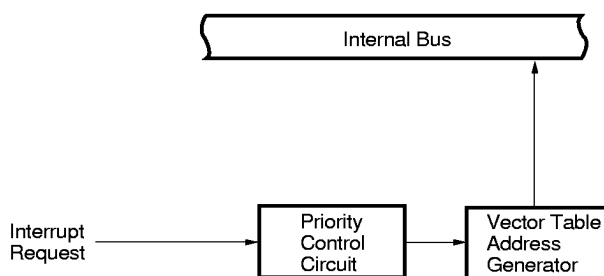 Internal Bus
Interrupt
Request
Priority
Control
Circuit
Vector Table
Address
Generator